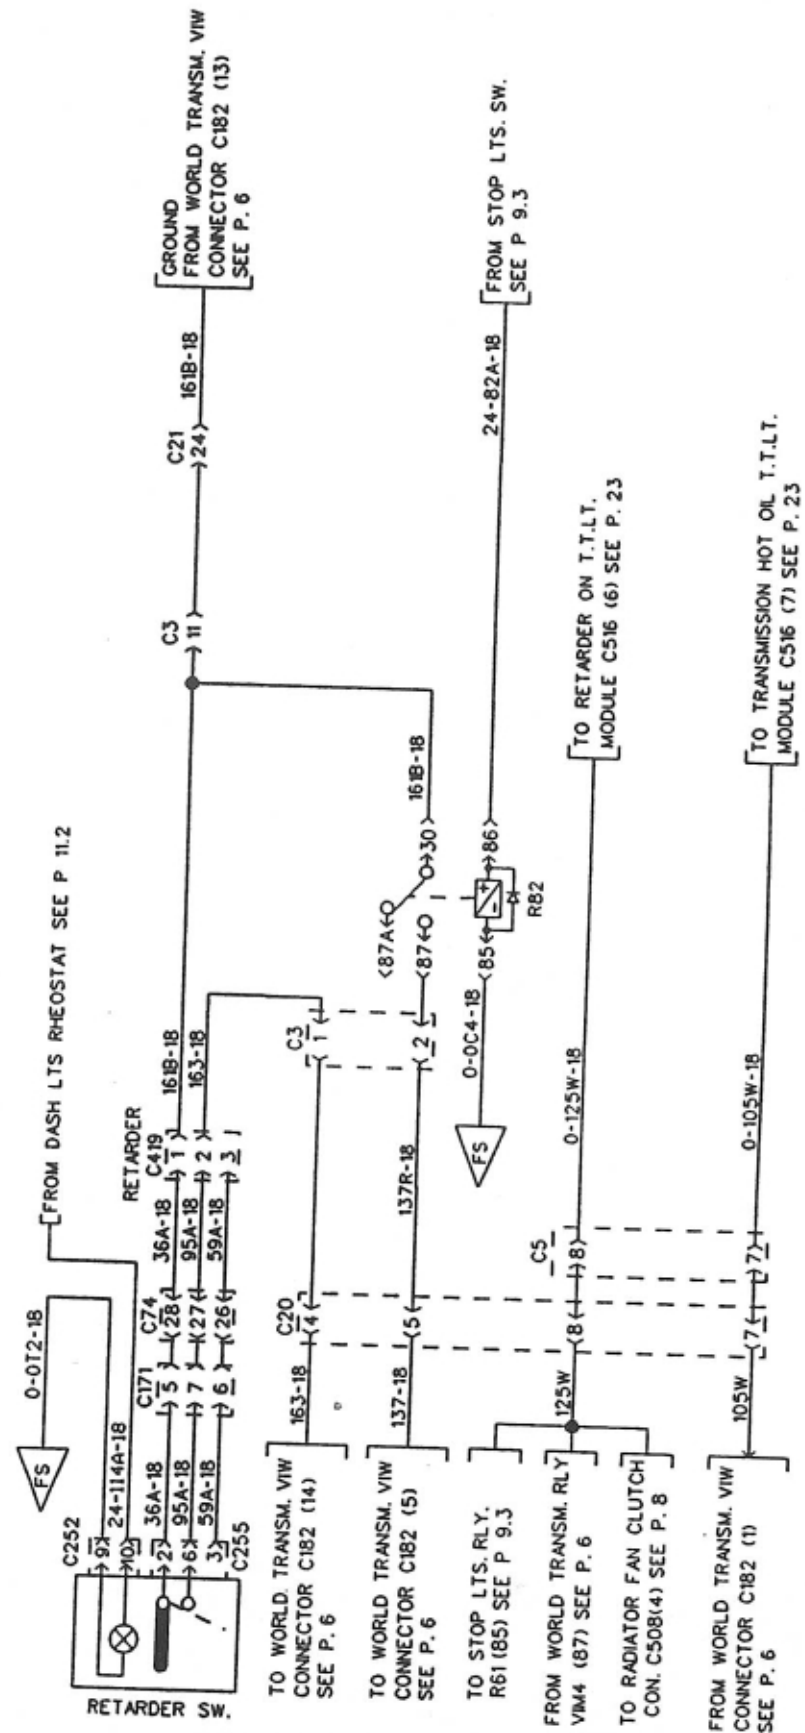 GROUND
FROM WORLD TRANSM. VIW
CONNECTOR C182 (13)
SEE P. 6
161B-18
C21
24
C3
11
FROM STOP LTS. SW.
SEE P 9.3
24-82A-18
161B-18
30
87A
87
86
85
R82
0-0C4-18
FS
TO RETARDER ON T.T.LT.
MODULE C516 (6) SEE P. 23
TO TRANSMISSION HOT OIL T.T.LT.
MODULE C516 (7) SEE P. 23
FROM DASH LTS RHEOSTAT SEE P 11.2
RETARDER
C419
1
2
3
161B-18
163-18
C3
1
2
36A-18
95A-18
59A-18
C74
28
27
26
C171
5
7
6
0-0T2-18
FS
24-114A-18
36A-18
95A-18
59A-18
C252
9
10
2
6
3
C255
RETARDER SW.
137R-18
C20
4
5
163-18
137-18
0-125W-18
0-105W-18
C5
8
7
8
7
125W
105W
TO WORLD. TRANSM. VIW
CONNECTOR C182 (14)
SEE P. 6
TO WORLD TRANSM. VIW
CONNECTOR C182 (5)
SEE P. 6
TO STOP LTS. RLY.
R61 (85) SEE P 9.3
FROM WORLD TRANSM. RLY
VIM4 (87) SEE P. 6
TO RADIATOR FAN CLUTCH
CON. C508(4) SEE P. 8
FROM WORLD TRANSM. VIW
CONNECTOR C182 (1)
SEE P. 6